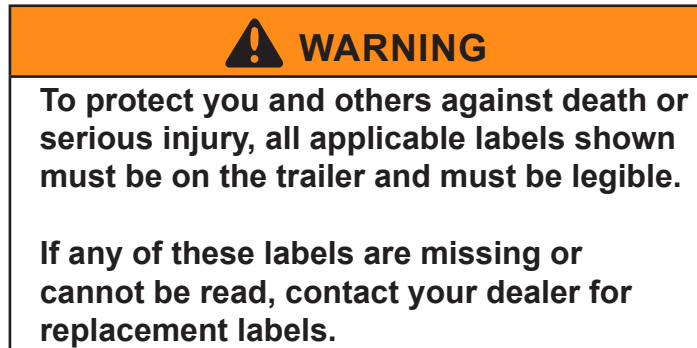 WARNING
To protect you and others against death or
serious injury, all applicable labels shown
must be on the trailer and must be legible.
If any of these labels are missing or
cannot be read, contact your dealer for
replacement labels.